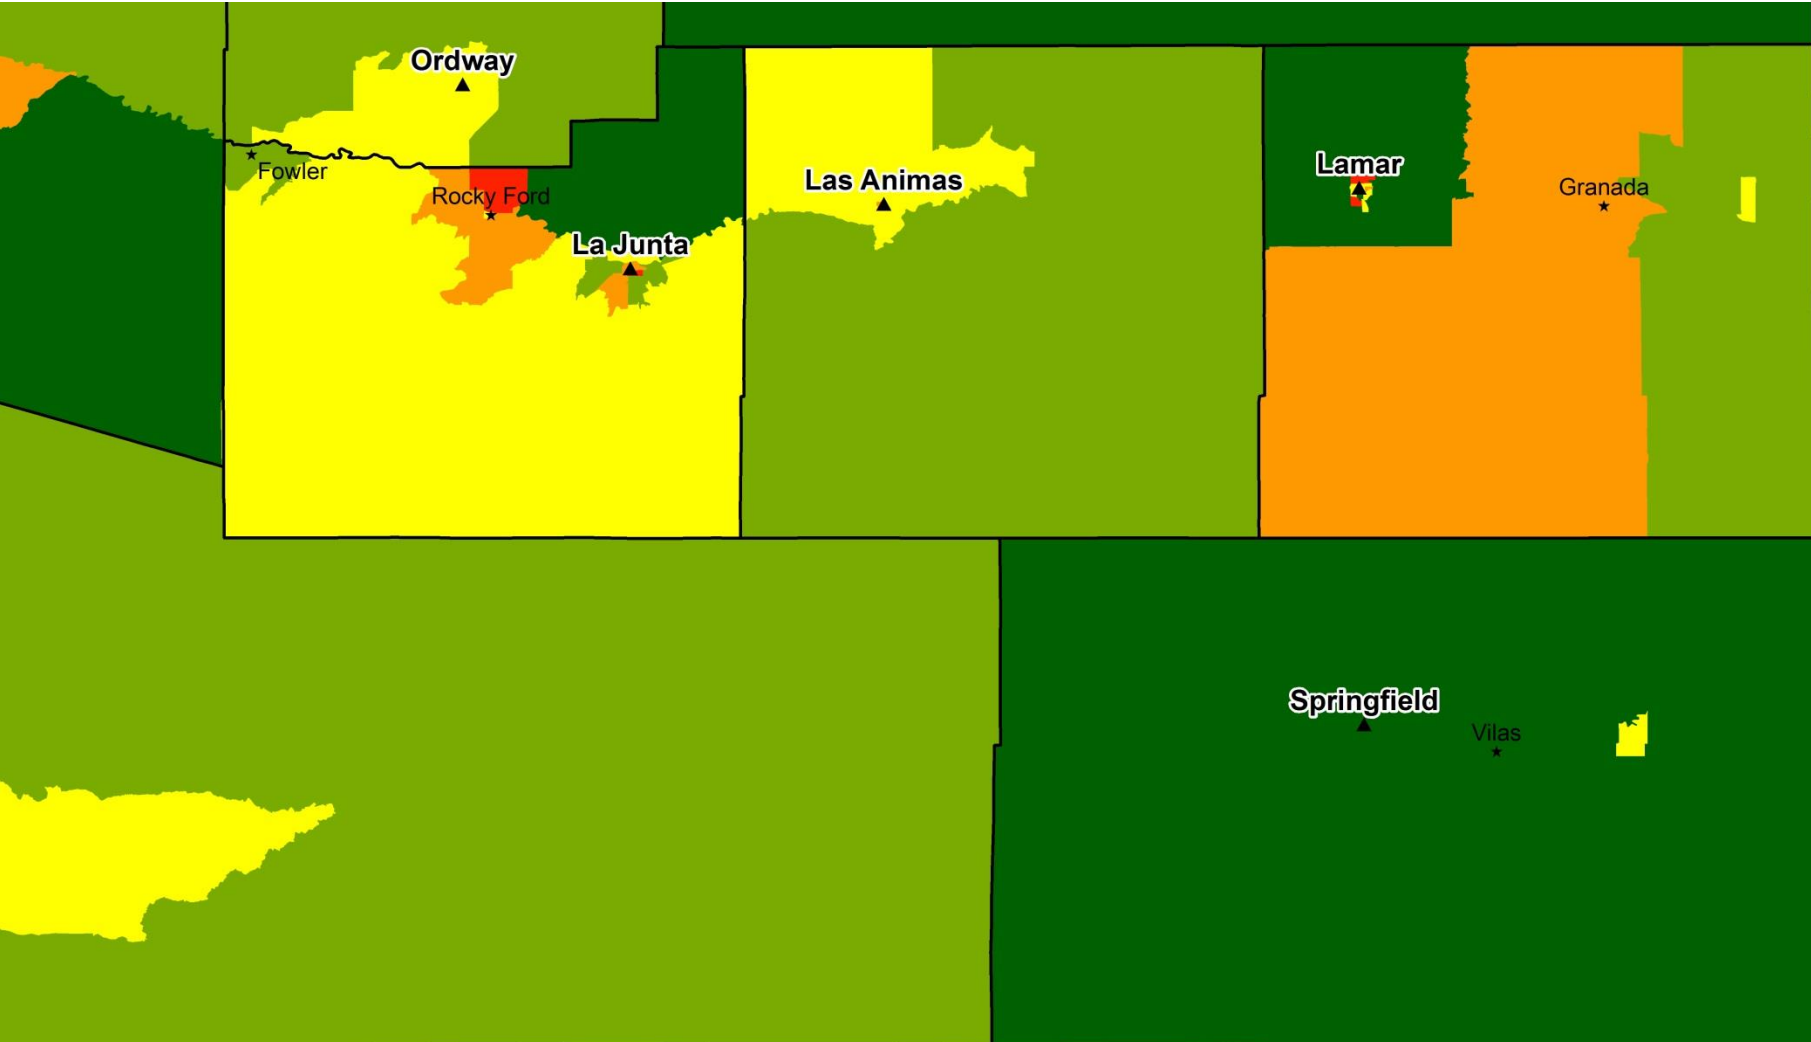 Ordway
Fowler
Rocky Ford
La Junta
Las Animas
Lamar
Granada
Springfield
Vilas